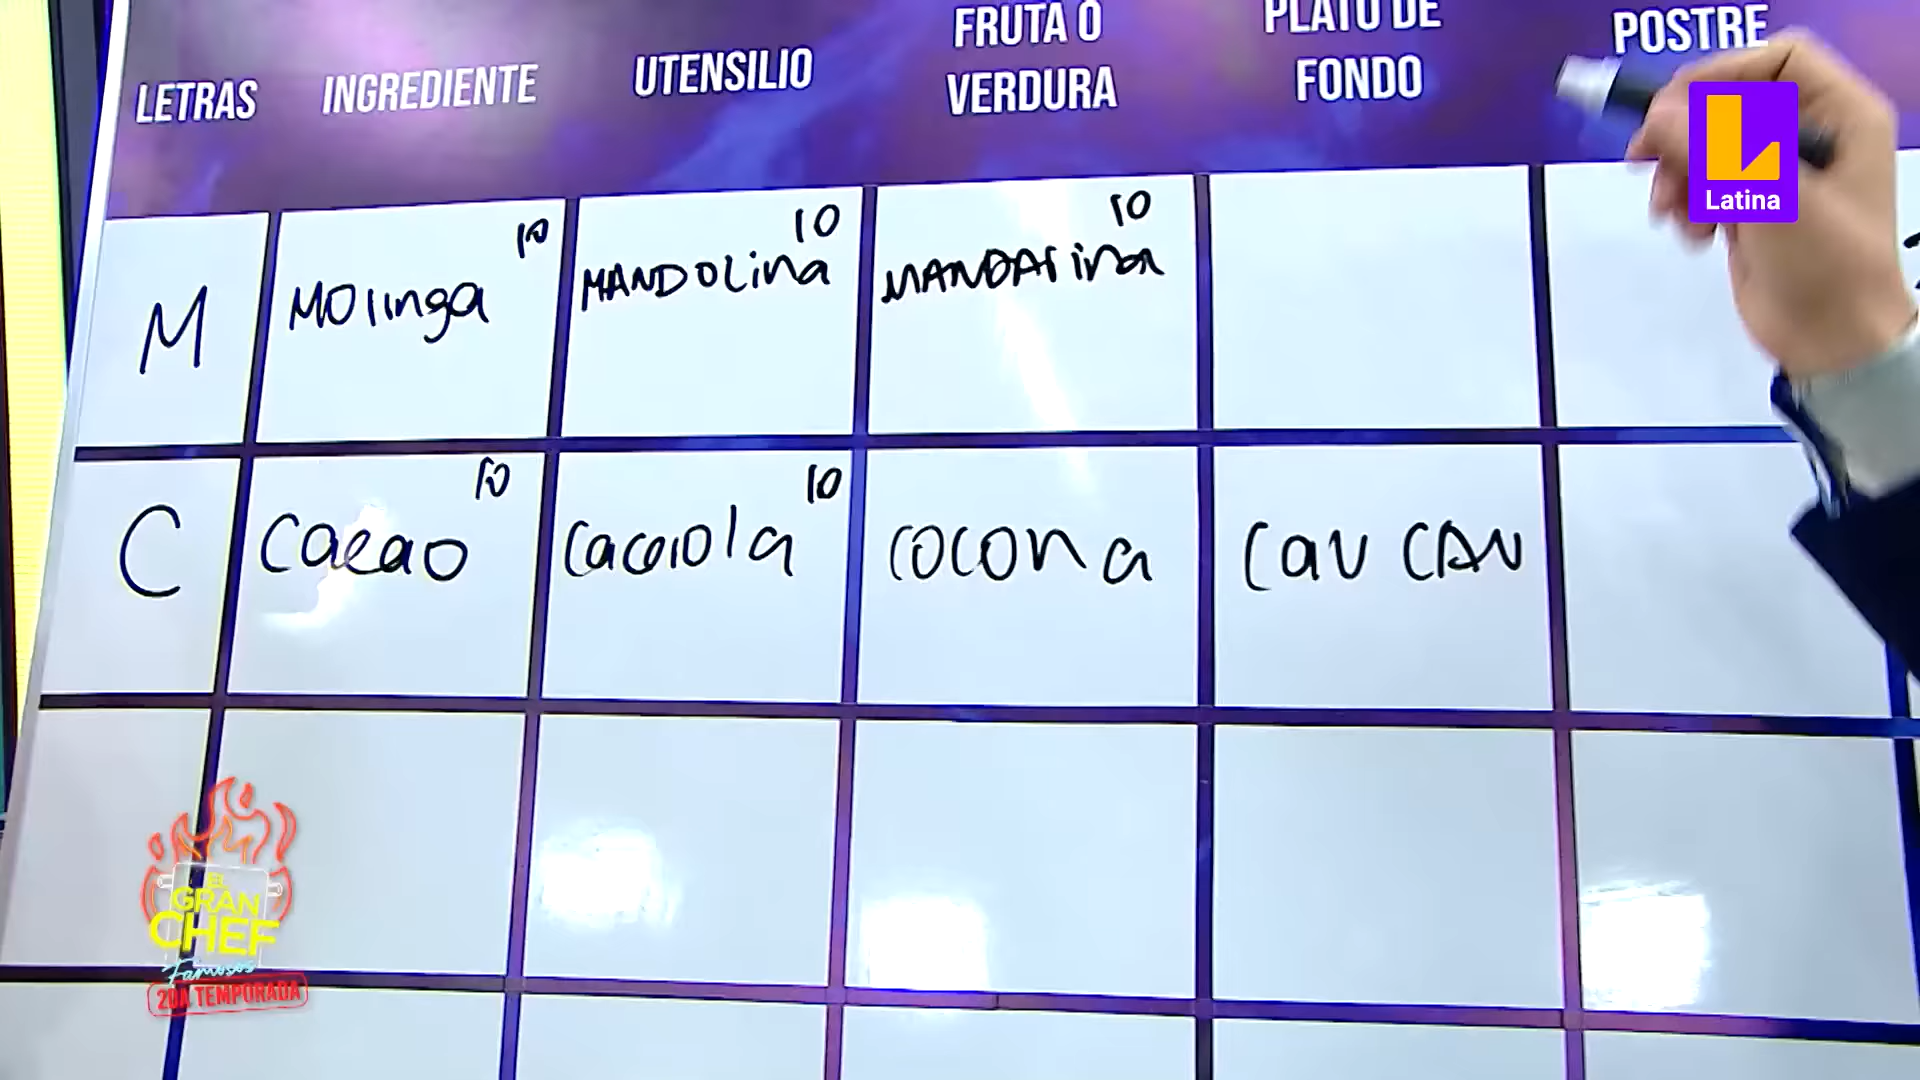 LETRAS INGREDIENTE UTENSILIO FRUTA O VERDURA PLATO DE FONDO POSTRE
Latina
10 10 10
M MOlinga MANDOLina MANDArina
10 10
C Cacao Cacerola COCONa Cau CAU
EL
GRAN
CHEF
Famosos
2DA TEMPORADA